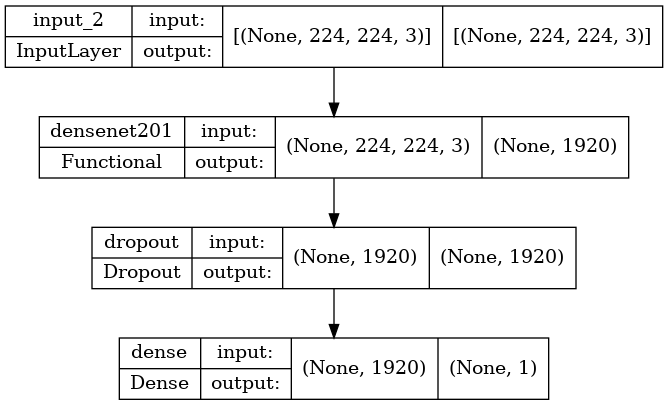 input_2 input: [(None, 224, 224, 3)] [(None, 224, 224, 3)]
InputLayer output:
densenet201 input: (None, 224, 224, 3) (None, 1920)
Functional output:
dropout input: (None, 1920) (None, 1920)
Dropout output:
dense input: (None, 1920) (None, 1)
Dense output: